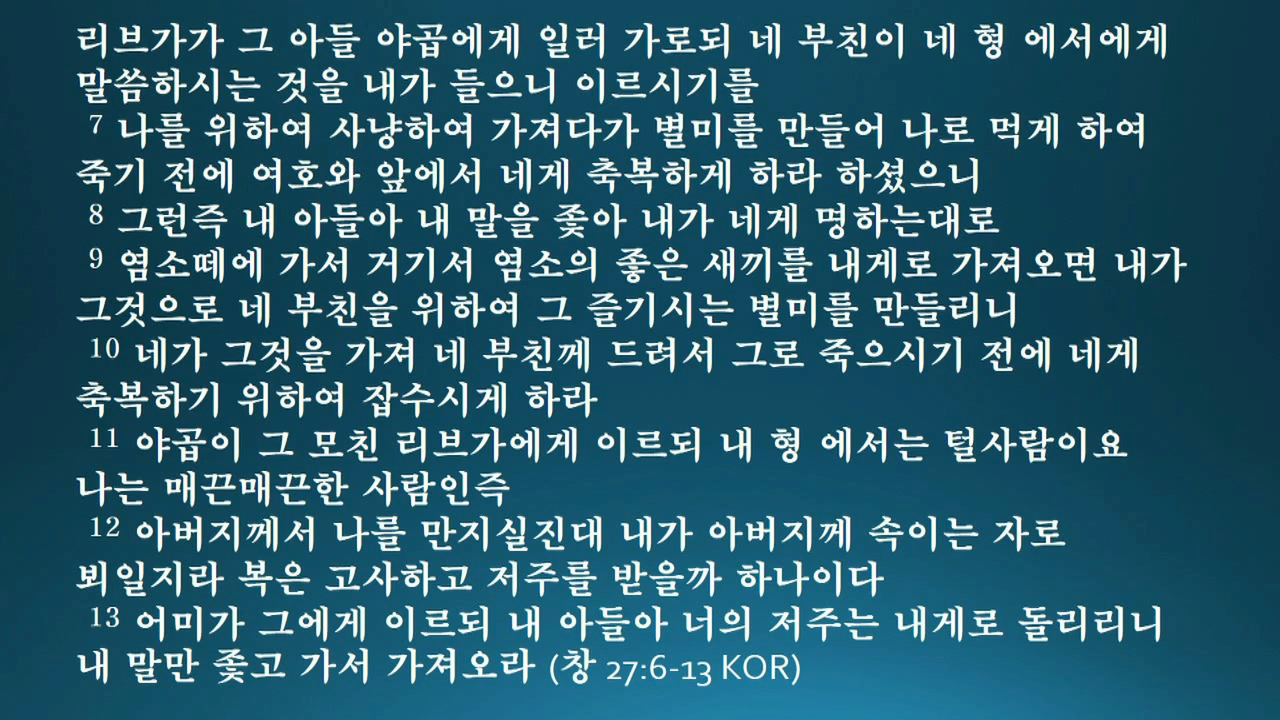 리브가가 그 아들 야곱에게 일러 가로되 네 부친이 네 형 에서에게
말씀하시는 것을 내가 들으니 이르시기를
7 나를 위하여 사냥하여 가져다가 별미를 만들어 나로 먹게 하여
죽기 전에 여호와 앞에서 네게 축복하게 하라 하셨으니
8 그런즉 내 아들아 내 말을 좇아 내가 네게 명하는대로
9 염소떼에 가서 거기서 염소의 좋은 새끼를 내게로 가져오면 내가
그것으로 네 부친을 위하여 그 즐기시는 별미를 만들리니
10 네가 그것을 가져 네 부친께 드려서 그로 죽으시기 전에 네게
축복하기 위하여 잡수시게 하라
11 야곱이 그 모친 리브가에게 이르되 내 형 에서는 털사람이요
나는 매끈매끈한 사람인즉
12 아버지께서 나를 만지실진대 내가 아버지께 속이는 자로
뵈일지라 복은 고사하고 저주를 받을까 하나이다
13 어미가 그에게 이르되 내 아들아 너의 저주는 내게로 돌리리니
내 말만 좇고 가서 가져오라 (창 27:6-13 KOR)